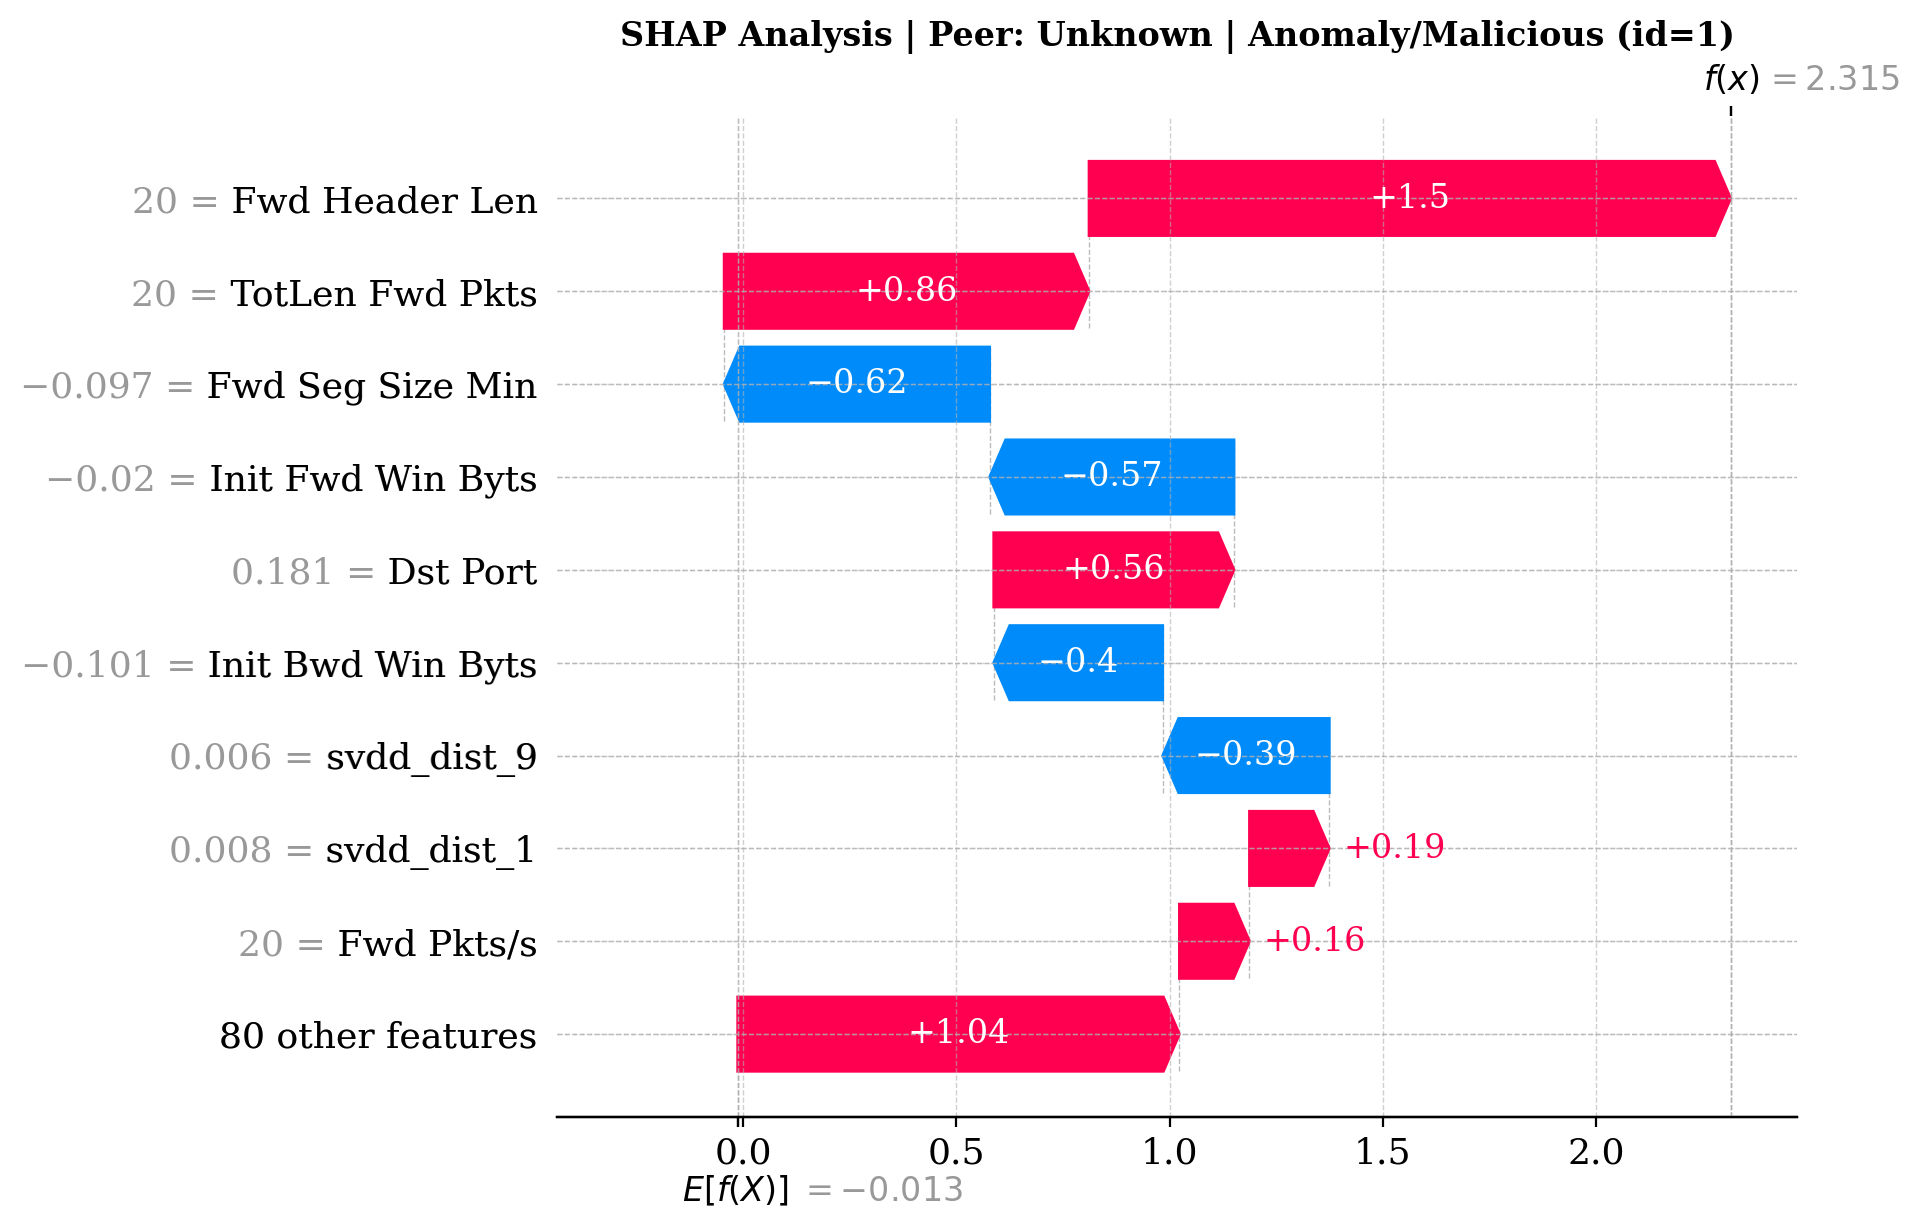 SHAP Analysis | Peer: Unknown | Anomaly/Malicious (id=1)
f(x) = 2.315
20 = Fwd Header Len
+1.5
20 = TotLen Fwd Pkts
+0.86
−0.097 = Fwd Seg Size Min
−0.62
−0.02 = Init Fwd Win Byts
−0.57
0.181 = Dst Port
+0.56
−0.101 = Init Bwd Win Byts
−0.4
0.006 = svdd_dist_9
−0.39
0.008 = svdd_dist_1
+0.19
20 = Fwd Pkts/s
+0.16
80 other features
+1.04
0.0 0.5 1.0 1.5 2.0
E[f(X)] = −0.013